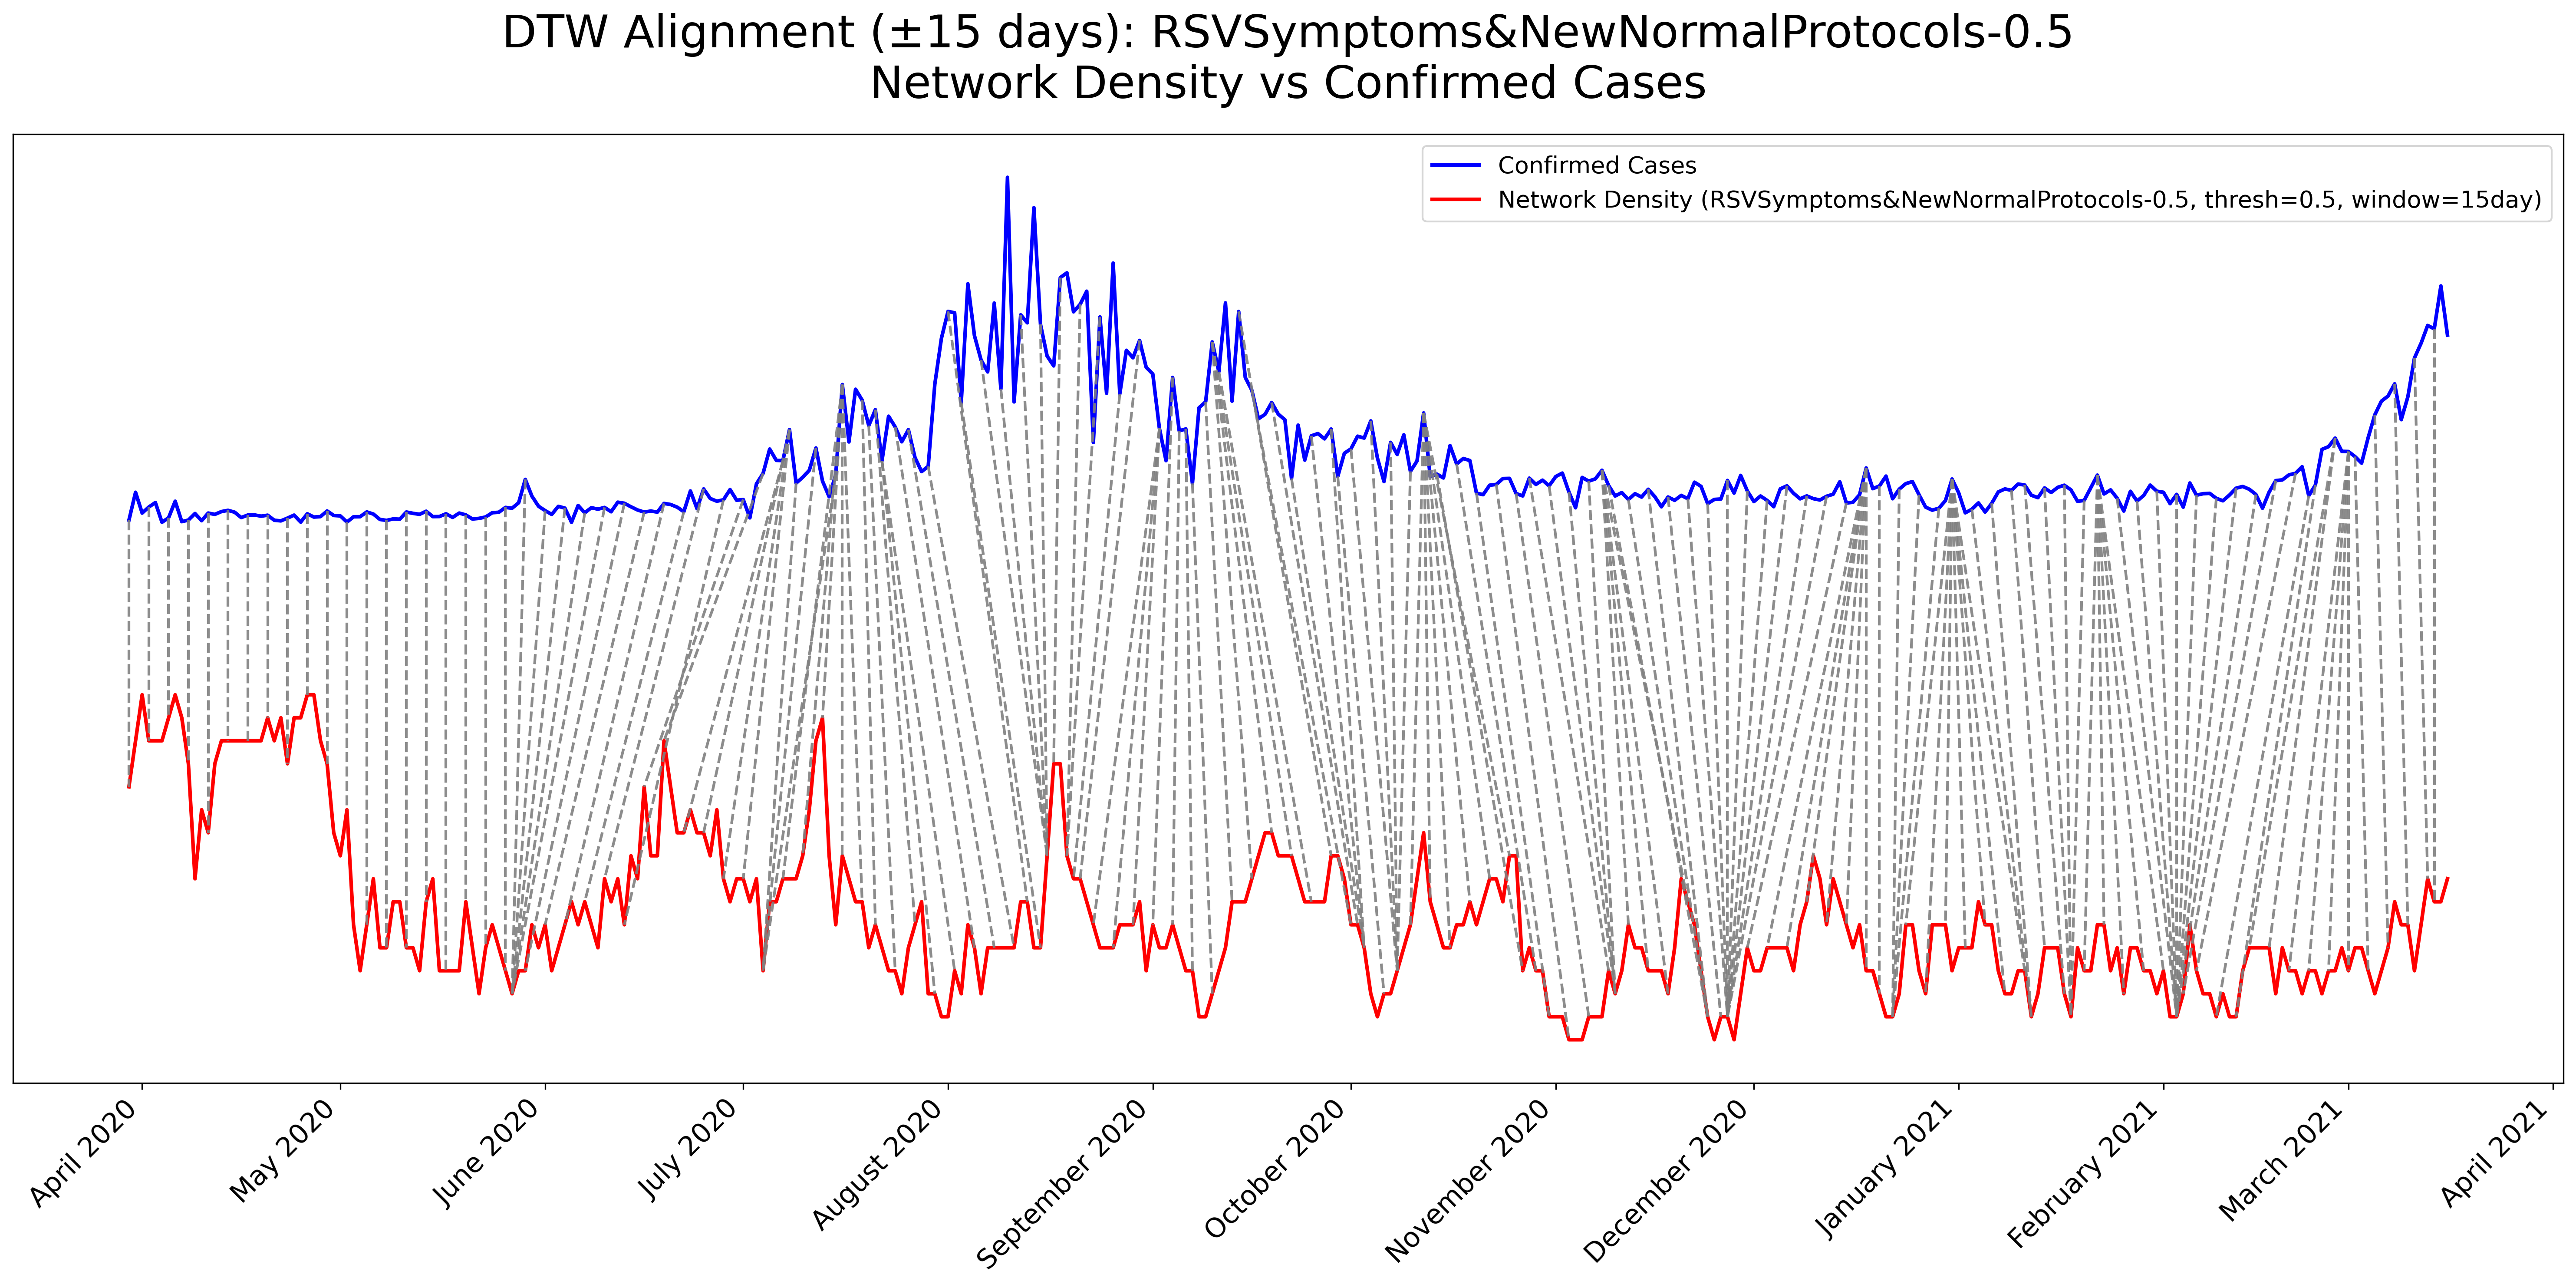 DTW Alignment (±15 days): RSVSymptoms&NewNormalProtocols-0.5
Network Density vs Confirmed Cases
Confirmed Cases
Network Density (RSVSymptoms&NewNormalProtocols-0.5, thresh=0.5, window=15day)
April 2020
May 2020
June 2020
July 2020
August 2020
September 2020
October 2020
November 2020
December 2020
January 2021
February 2021
March 2021
April 2021